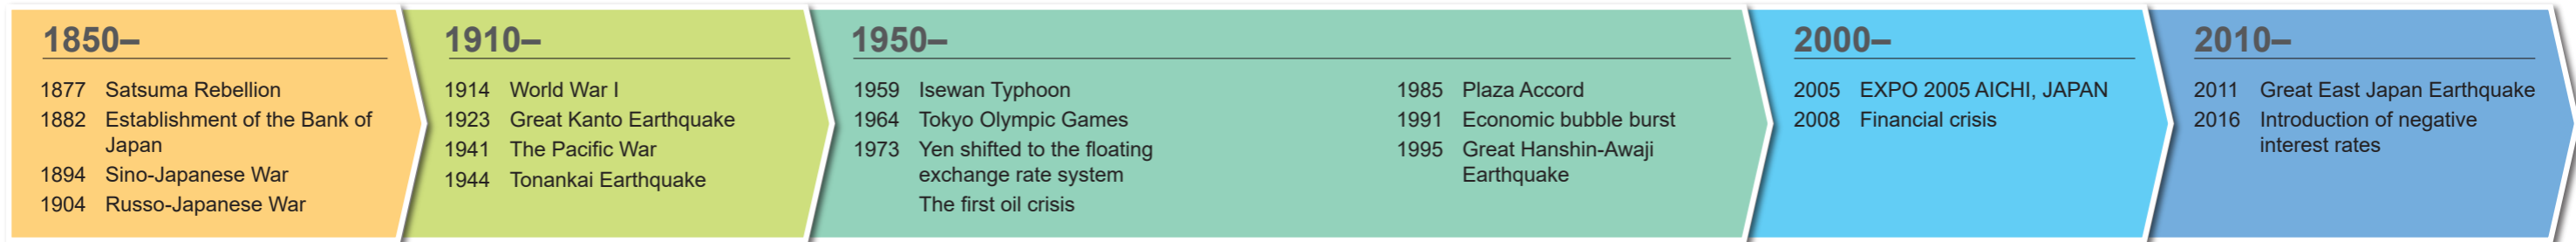 1850–
1877 Satsuma Rebellion
1882 Establishment of the Bank of
Japan
1894 Sino-Japanese War
1904 Russo-Japanese War
1910–
1914 World War I
1923 Great Kanto Earthquake
1941 The Pacific War
1944 Tonankai Earthquake
1950–
1959 Isewan Typhoon
1964 Tokyo Olympic Games
1973 Yen shifted to the floating
exchange rate system
The first oil crisis
1985 Plaza Accord
1991 Economic bubble burst
1995 Great Hanshin-Awaji
Earthquake
2000–
2005 EXPO 2005 AICHI, JAPAN
2008 Financial crisis
2010–
2011 Great East Japan Earthquake
2016 Introduction of negative
interest rates